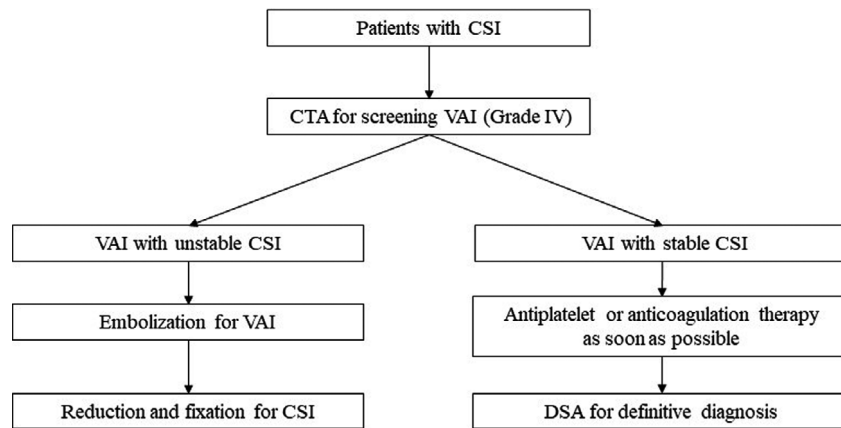 Patients with CSI
CTA for screening VAI (Grade IV)
VAI with unstable CSI
VAI with stable CSI
Embolization for VAI
Antiplatelet or anticoagulation therapy
as soon as possible
Reduction and fixation for CSI
DSA for definitive diagnosis